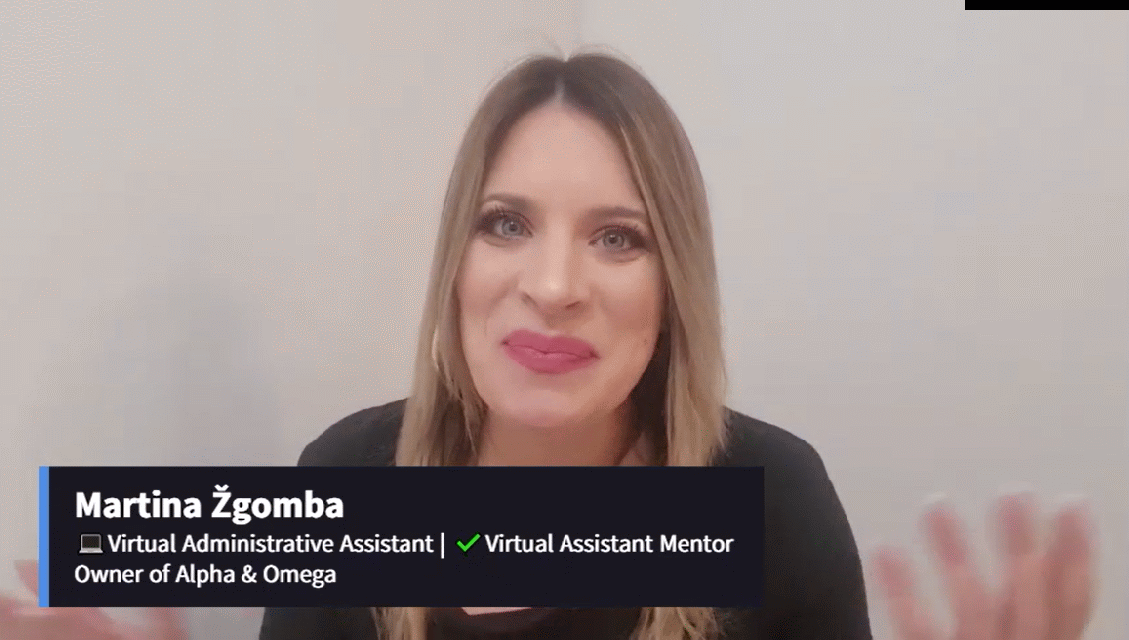 Martina Žgomba
💻 Virtual Administrative Assistant | ✔ Virtual Assistant Mentor
Owner of Alpha & Omega